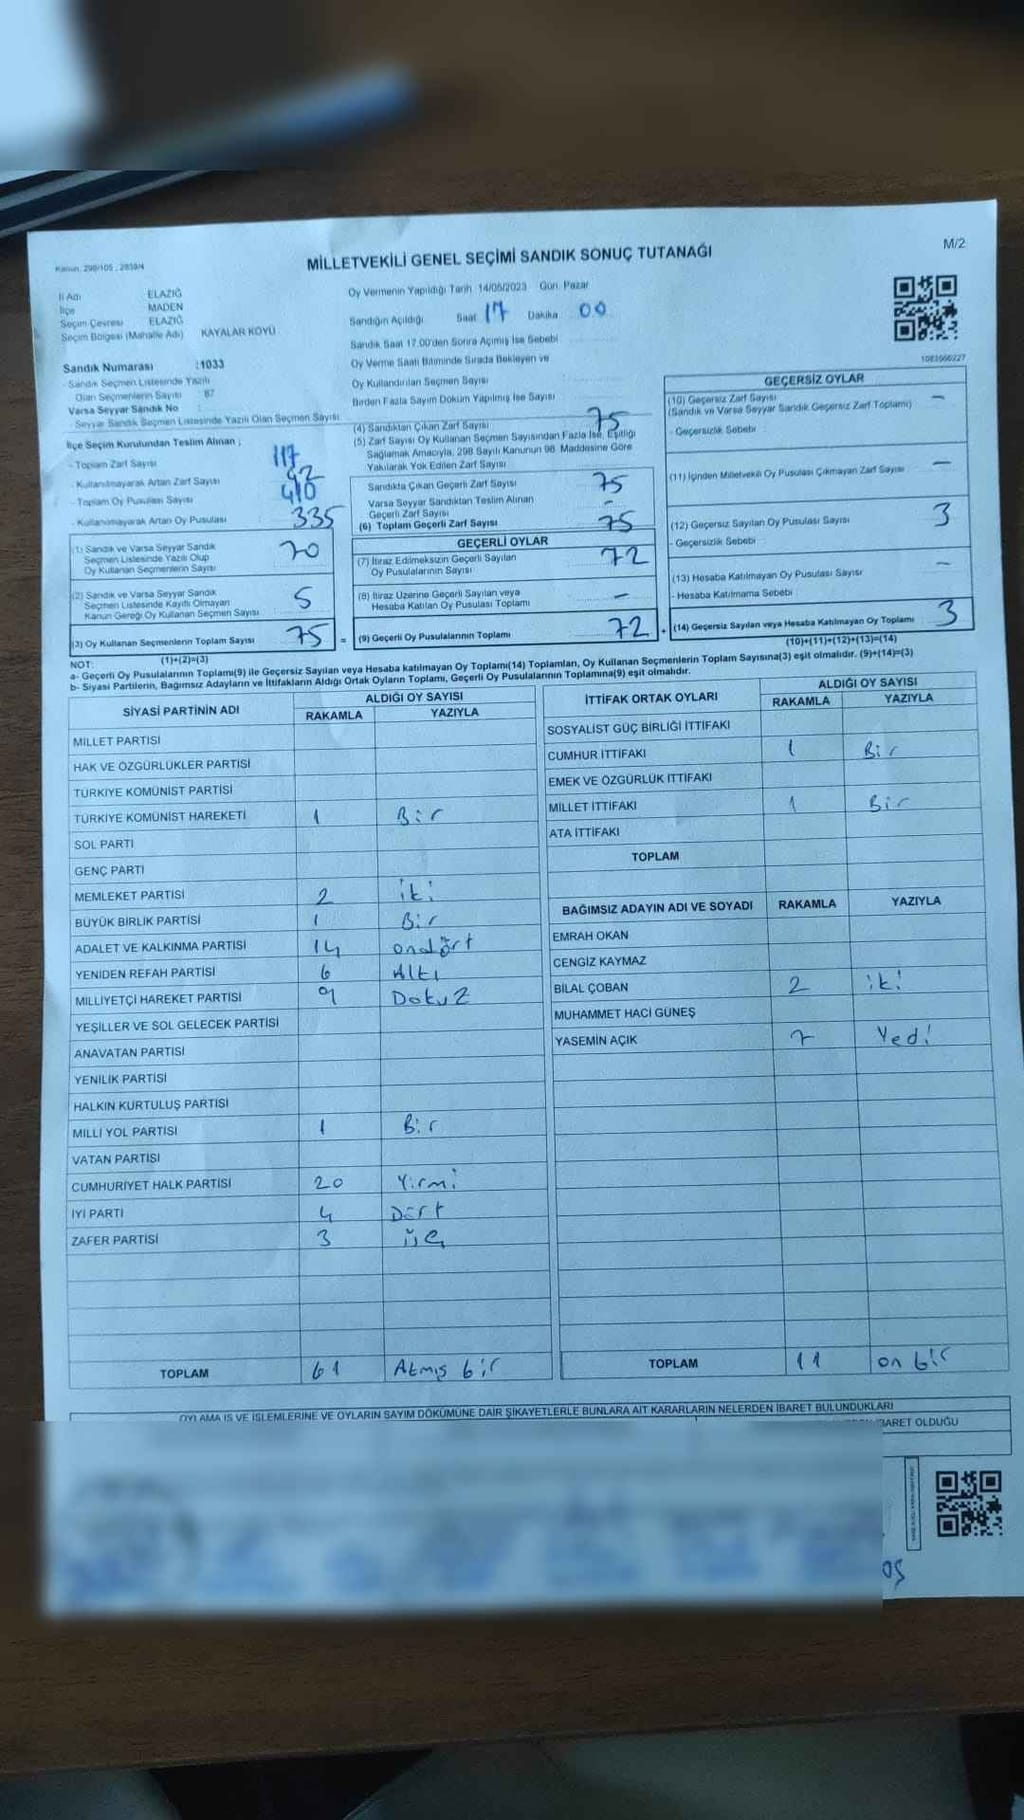 Kanun: 298/105 , 2839/4
MİLLETVEKİLİ GENEL SEÇİMİ SANDIK SONUÇ TUTANAĞI
M/2
İl Adı ELAZIĞ
İlçe MADEN
Seçim Çevresi ELAZIĞ
Seçim Bölgesi (Mahalle Adı) KAYALAR KÖYÜ
Oy Vermenin Yapıldığı Tarih 14/05/2023 Gün: Pazar
Sandığın Açıldığı Saat 17 Dakika 00
Sandık Saat 17.00'den Sonra Açmış İse Sebebi
Oy Verme Saati Bitiminde Sırada Bekleyen ve
Oy Kullandırılan Seçmen Sayısı
Birden Fazla Sayım Döküm Yapılmış İse Sayısı
Sandık Numarası : 1033
- Sandık Seçmen Listesinde Yazılı
Olan Seçmenlerin Sayısı : 87
Varsa Seyyar Sandık No
- Seyyar Sandık Seçmen Listesinde Yazılı Olan Seçmen Sayısı
İlçe Seçim Kurulundan Teslim Alınan ;
- Toplam Zarf Sayısı 117
- Kullanılmayarak Artan Zarf Sayısı 42
- Toplam Oy Pusulası Sayısı 410
- Kullanılmayarak Artan Oy Pusulası 335
(1) Sandık ve Varsa Seyyar Sandık
Seçmen Listesinde Yazılı Olup
Oy Kullanan Seçmenlerin Sayısı 70
(2) Sandık ve Varsa Seyyar Sandık
Seçmen Listesinde Kayıtlı Olmayan
Kanun Gereği Oy Kullanan Seçmen Sayısı 5
(3) Oy Kullanan Seçmenlerin Toplam Sayısı 75 =
(1)+(2)=(3)
(4) Sandıktan Çıkan Zarf Sayısı 75
(5) Zarf Sayısı Oy Kullanan Seçmen Sayısından Fazla İse, Eşitliği
Sağlamak Amacıyla, 298 Sayılı Kanunun 98. Maddesine Göre
Yakılarak Yok Edilen Zarf Sayısı -
Sandıkta Çıkan Geçerli Zarf Sayısı 75
Varsa Seyyar Sandıktan Teslim Alınan
Geçerli Zarf Sayısı -
(6) Toplam Geçerli Zarf Sayısı 75
GEÇERLİ OYLAR
(7) İtiraz Edilmeksizin Geçerli Sayılan
Oy Pusulalarının Sayısı 72
(8) İtiraz Üzerine Geçerli Sayılan veya
Hesaba Katılan Oy Pusulası Toplamı -
(9) Geçerli Oy Pusulalarının Toplamı 72 +
1083066227
GEÇERSİZ OYLAR
(10) Geçersiz Zarf Sayısı -
(Sandık ve Varsa Seyyar Sandık Geçersiz Zarf Toplamı)
- Geçersizlik Sebebi
(11) İçinden Milletvekili Oy Pusulası Çıkmayan Zarf Sayısı -
(12) Geçersiz Sayılan Oy Pusulası Sayısı 3
- Geçersizlik Sebebi
(13) Hesaba Katılmayan Oy Pusulası Sayısı -
- Hesaba Katılmama Sebebi
(14) Geçersiz Sayılan veya Hesaba Katılmayan Oy Toplamı 3
(10)+(11)+(12)+(13)=(14)
NOT:
a- Geçerli Oy Pusulalarının Toplamı(9) ile Geçersiz Sayılan veya Hesaba katılmayan Oy Toplamı(14) Toplamları, Oy Kullanan Seçmenlerin Toplam Sayısına(3) eşit olmalıdır. (9)+(14)=(3)
b- Siyasi Partilerin, Bağımsız Adayların ve İttifakların Aldığı Ortak Oyların Toplamı, Geçerli Oy Pusulalarının Toplamına(9) eşit olmalıdır.
SİYASİ PARTİNİN ADI ALDIĞI OY SAYISI
RAKAMLA YAZIYLA
MİLLET PARTİSİ
HAK VE ÖZGÜRLÜKLER PARTİSİ
TÜRKİYE KOMÜNİST PARTİSİ
TÜRKİYE KOMÜNİST HAREKETİ 1 Bir
SOL PARTİ
GENÇ PARTİ
MEMLEKET PARTİSİ 2 iki
BÜYÜK BİRLİK PARTİSİ 1 Bir
ADALET VE KALKINMA PARTİSİ 14 ondört
YENİDEN REFAH PARTİSİ 6 Altı
MİLLİYETÇİ HAREKET PARTİSİ 9 Dokuz
YEŞİLLER VE SOL GELECEK PARTİSİ
ANAVATAN PARTİSİ
YENİLİK PARTİSİ
HALKIN KURTULUŞ PARTİSİ
MİLLİ YOL PARTİSİ 1 Bir
VATAN PARTİSİ
CUMHURİYET HALK PARTİSİ 20 Yirmi
İYİ PARTİ 4 Dört
ZAFER PARTİSİ 3 üç
TOPLAM 61 Atmış bir
İTTİFAK ORTAK OYLARI ALDIĞI OY SAYISI
RAKAMLA YAZIYLA
SOSYALİST GÜÇ BİRLİĞİ İTTİFAKI
CUMHUR İTTİFAKI 1 Bir
EMEK VE ÖZGÜRLÜK İTTİFAKI
MİLLET İTTİFAKI 1 Bir
ATA İTTİFAKI
TOPLAM
BAĞIMSIZ ADAYIN ADI VE SOYADI RAKAMLA YAZIYLA
EMRAH OKAN
CENGİZ KAYMAZ
BİLAL ÇOBAN 2 iki
MUHAMMET HACİ GÜNEŞ
YASEMİN AÇIK 7 Yedi
TOPLAM 11 on bir
OYLAMA İŞ VE İŞLEMLERİNE VE OYLARIN SAYIM DÖKÜMÜNE DAİR ŞİKAYETLERLE BUNLARA AİT KARARLARIN NELERDEN İBARET BULUNDUKLARI
İBARET OLDUĞU